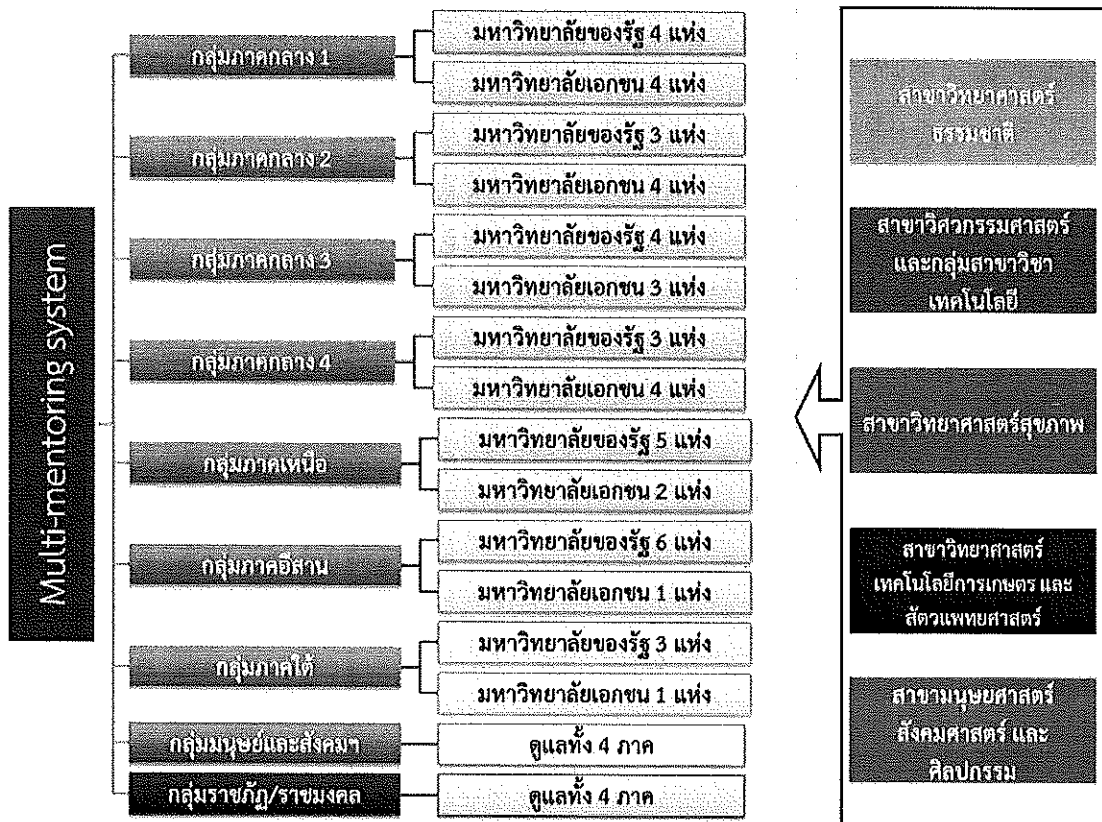 Multi-mentoring system
กลุ่มภาคกลาง 1
มหาวิทยาลัยของรัฐ 4 แห่ง
มหาวิทยาลัยเอกชน 4 แห่ง
กลุ่มภาคกลาง 2
มหาวิทยาลัยของรัฐ 3 แห่ง
มหาวิทยาลัยเอกชน 4 แห่ง
กลุ่มภาคกลาง 3
มหาวิทยาลัยของรัฐ 4 แห่ง
มหาวิทยาลัยเอกชน 3 แห่ง
กลุ่มภาคกลาง 4
มหาวิทยาลัยของรัฐ 3 แห่ง
มหาวิทยาลัยเอกชน 4 แห่ง
กลุ่มภาคเหนือ
มหาวิทยาลัยของรัฐ 5 แห่ง
มหาวิทยาลัยเอกชน 2 แห่ง
กลุ่มภาคอีสาน
มหาวิทยาลัยของรัฐ 6 แห่ง
มหาวิทยาลัยเอกชน 1 แห่ง
กลุ่มภาคใต้
มหาวิทยาลัยของรัฐ 3 แห่ง
มหาวิทยาลัยเอกชน 1 แห่ง
กลุ่มมนุษย์และสังคมฯ
ดูแลทั้ง 4 ภาค
กลุ่มราชภัฏ/ราชมงคล
ดูแลทั้ง 4 ภาค
สาขาวิทยาศาสตร์
ธรรมชาติ
สาขาวิศวกรรมศาสตร์
และกลุ่มสาขาวิชา
เทคโนโลยี
สาขาวิทยาศาสตร์สุขภาพ
สาขาวิทยาศาสตร์
เทคโนโลยีการเกษตร และ
สัตวแพทยศาสตร์
สาขามนุษยศาสตร์
สังคมศาสตร์ และ
ศิลปกรรม